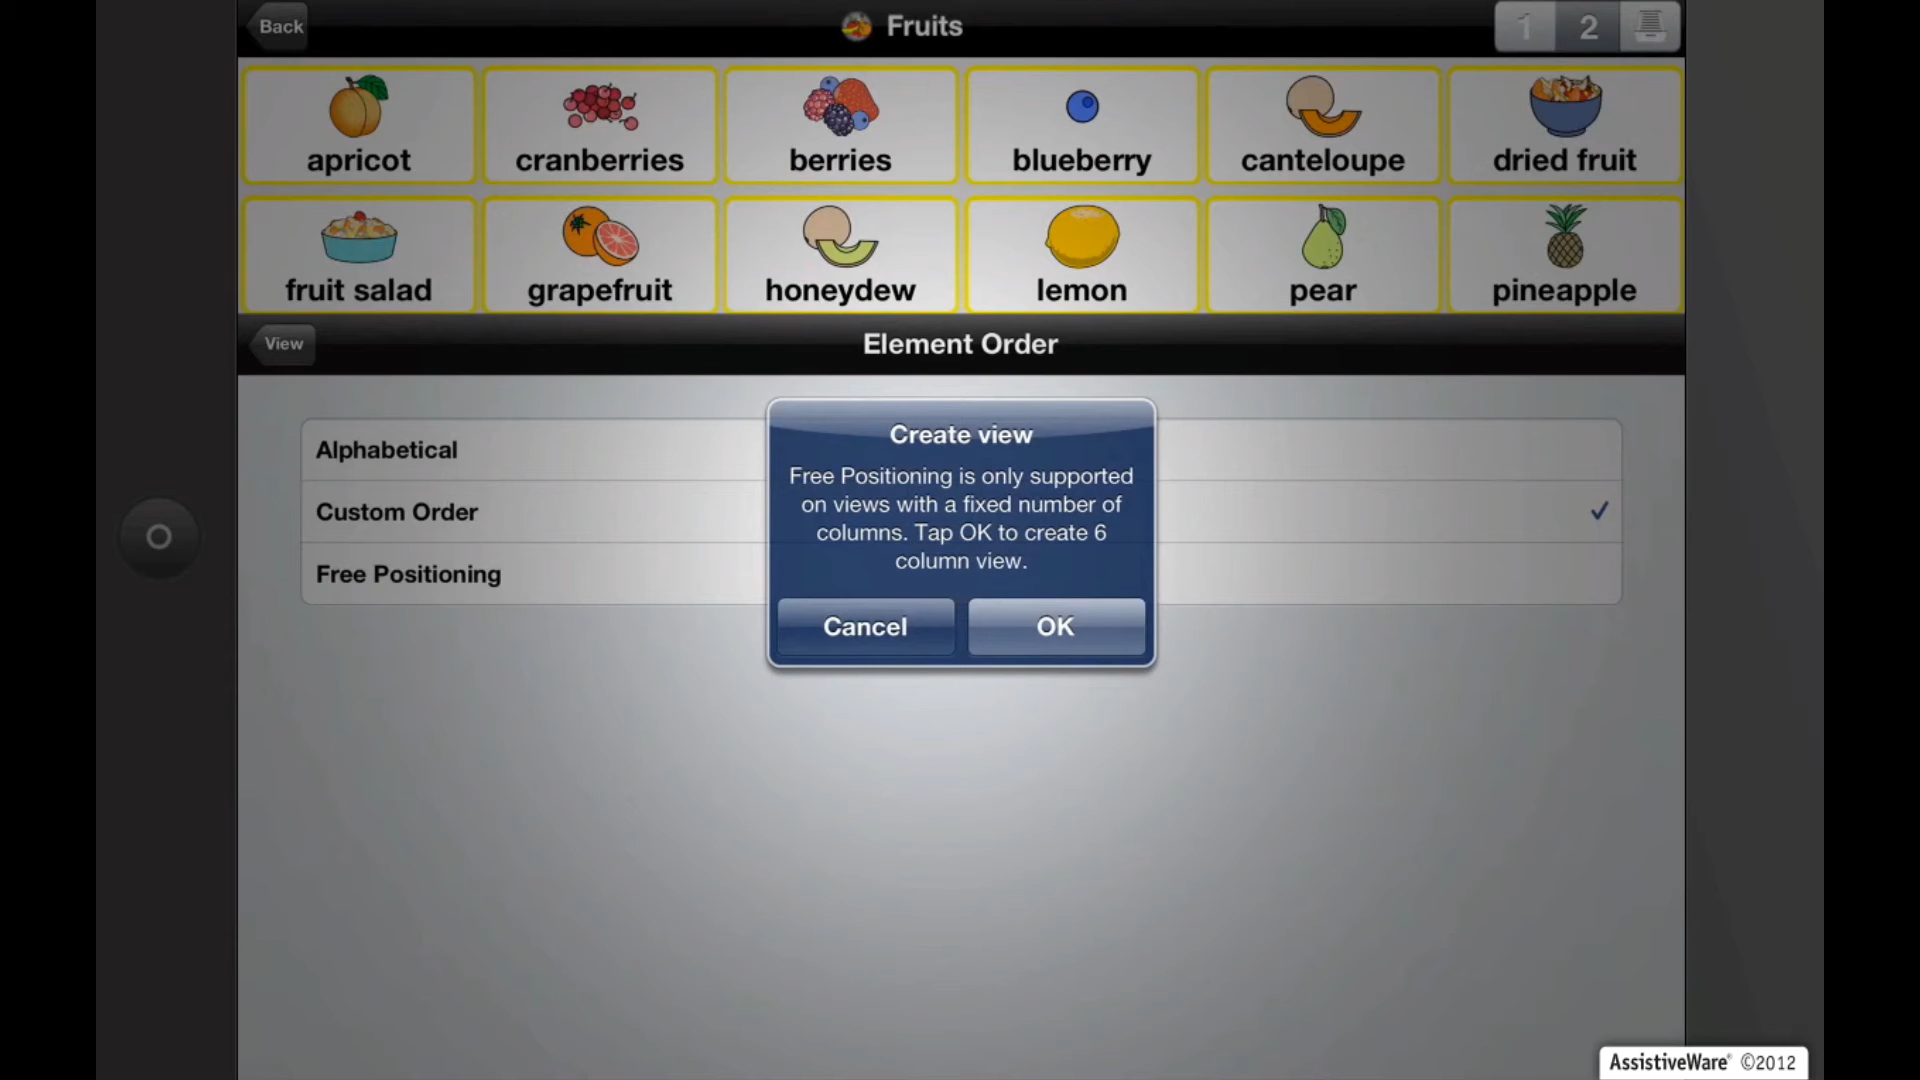 Back
Fruits
1
2
apricot
cranberries
berries
blueberry
canteloupe
dried fruit
fruit salad
grapefruit
honeydew
lemon
pear
pineapple
View
Element Order
Alphabetical
Custom Order
Free Positioning
Create view
Free Positioning is only supported
on views with a fixed number of
columns. Tap OK to create 6
column view.
Cancel
OK
AssistiveWare® ©2012